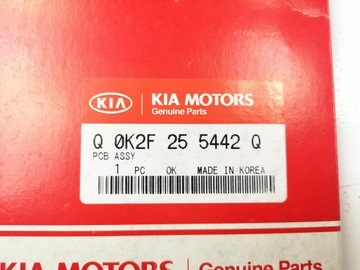 KIA
KIA MOTORS
Genuine Parts
Q 0K2F 25 5442 Q
PCB ASSY
1 PC OK MADE IN KOREA
KIA MOTORS Genuine Parts